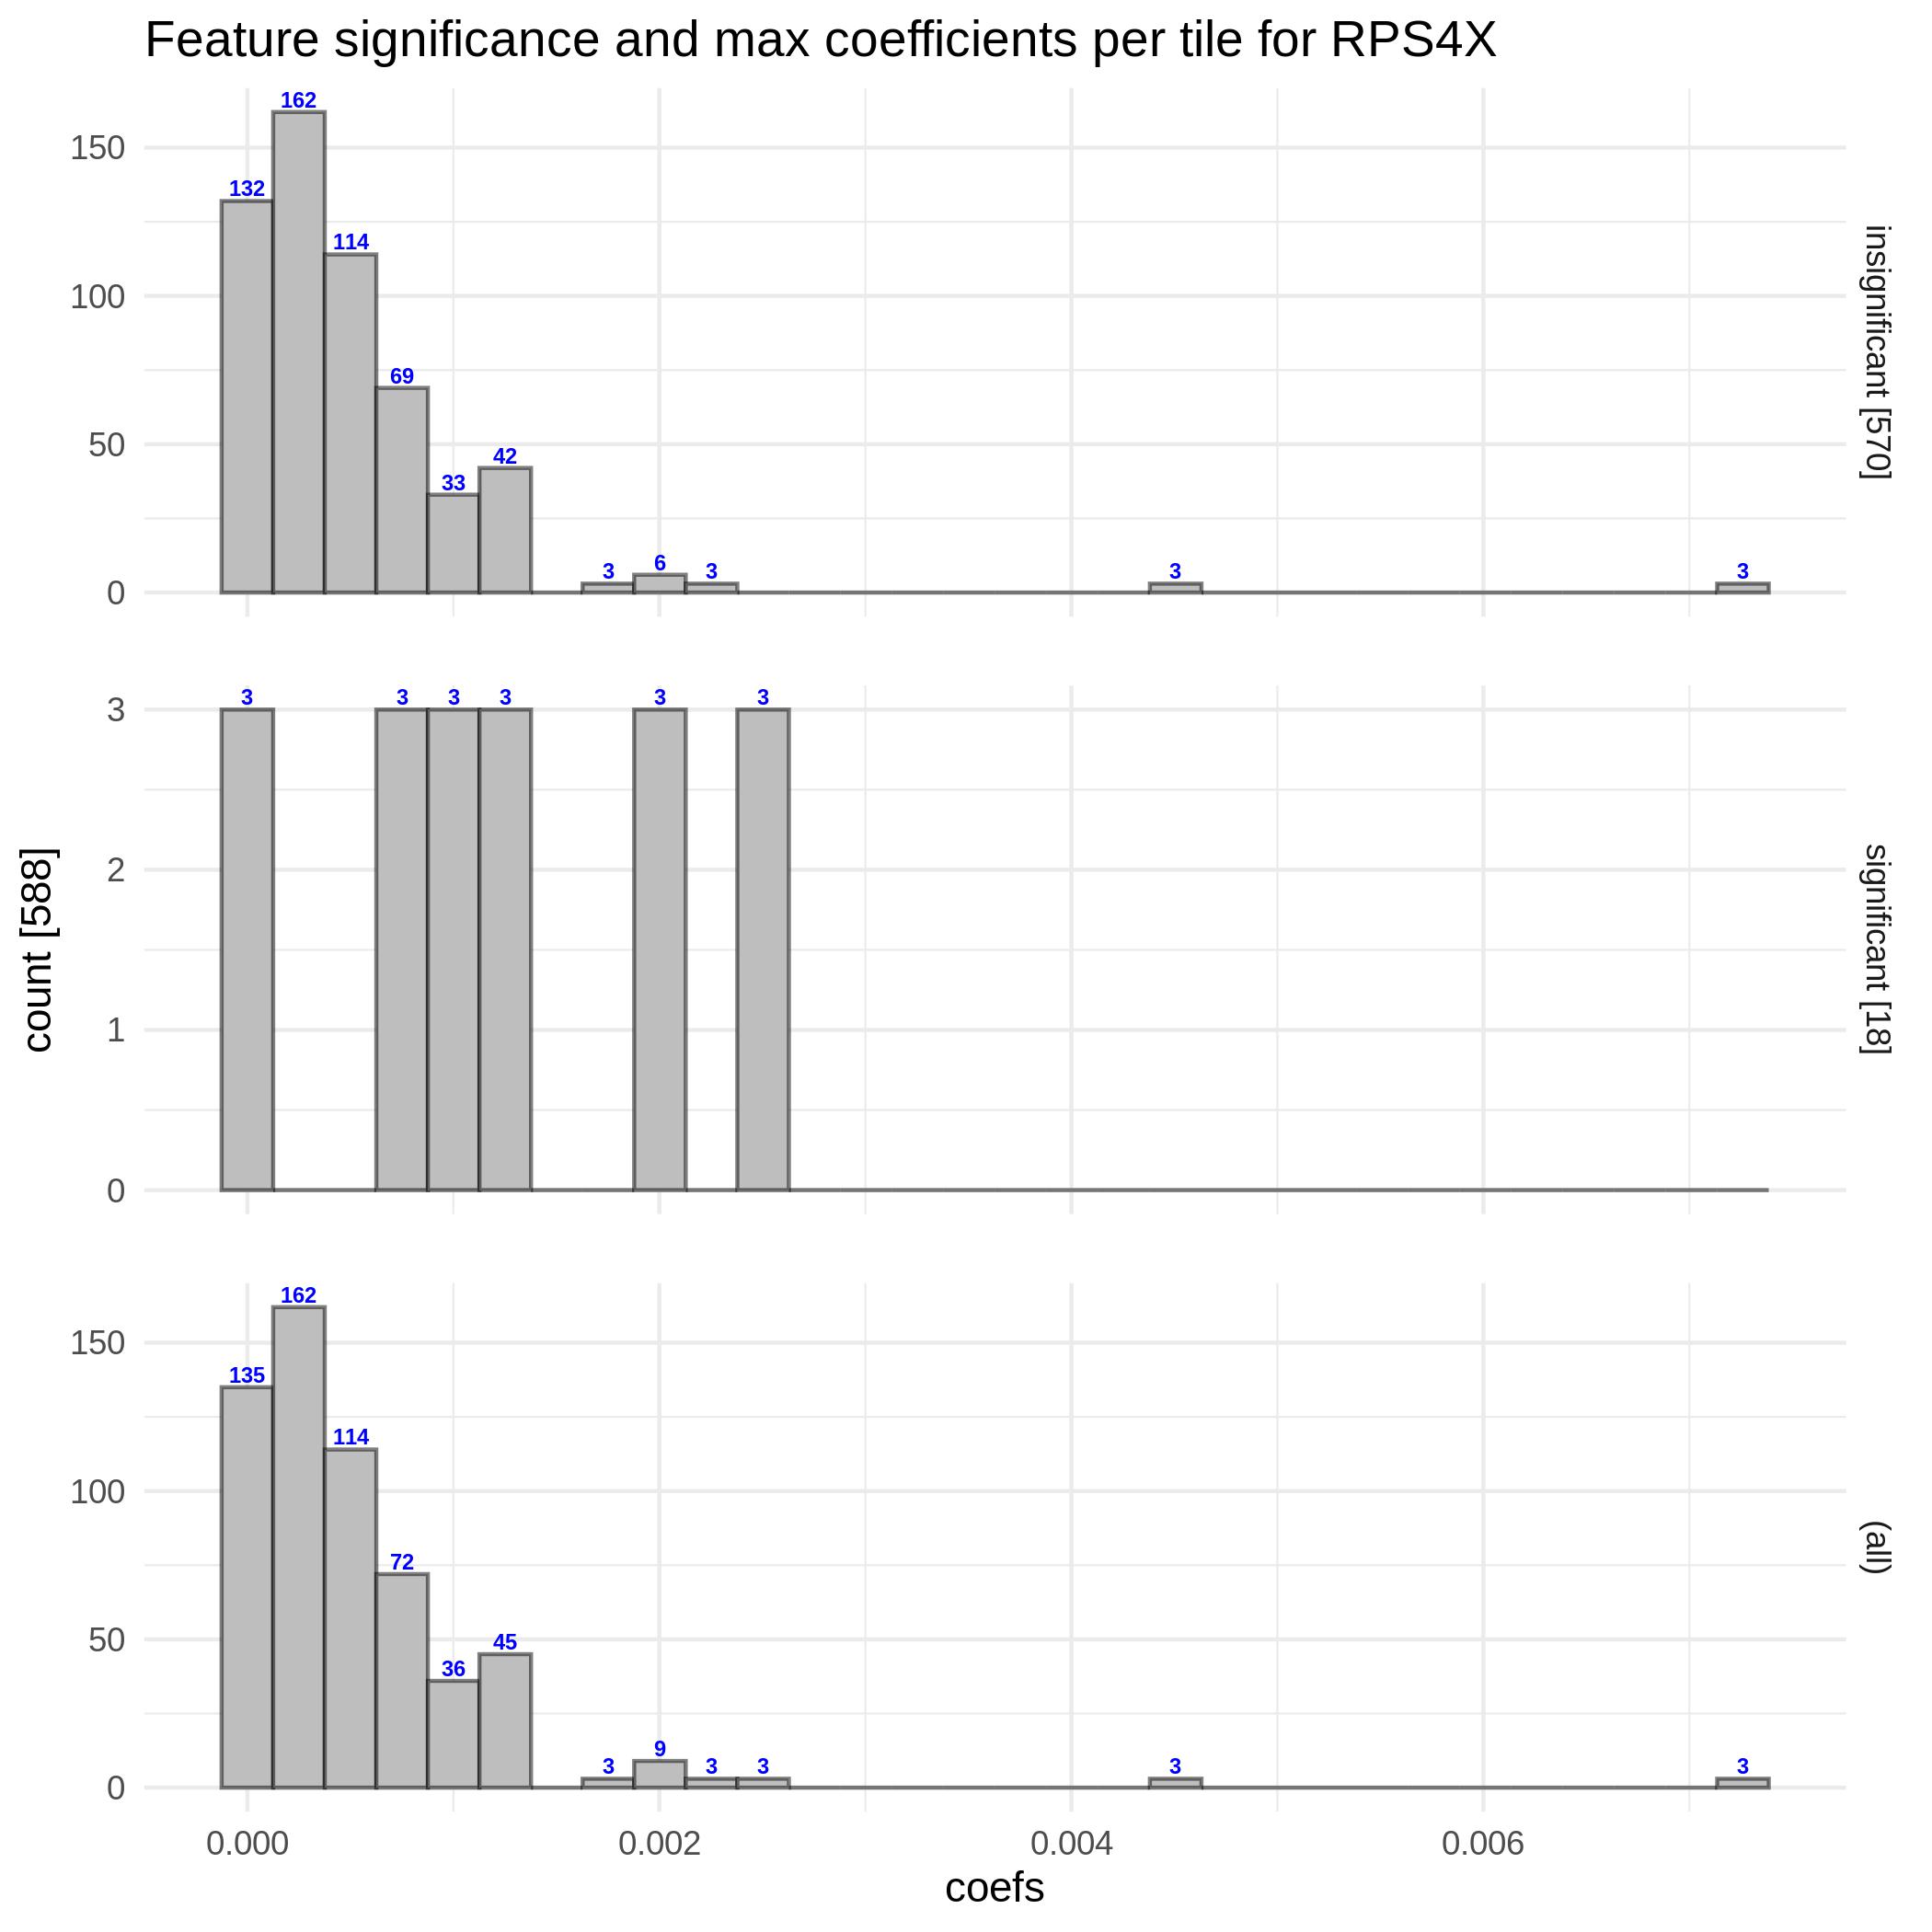 Feature significance and max coefficients per tile for RPS4X
162
150
132
114
100
69
50
42
33
3 6 3 3 3
0
insignificant [570]
3 3 3 3 3 3
3
2
1
0
significant [18]
count [588]
162
150
135
114
100
72
50
45
36
3 9 3 3 3 3
0
(all)
0.000 0.002 0.004 0.006
coefs